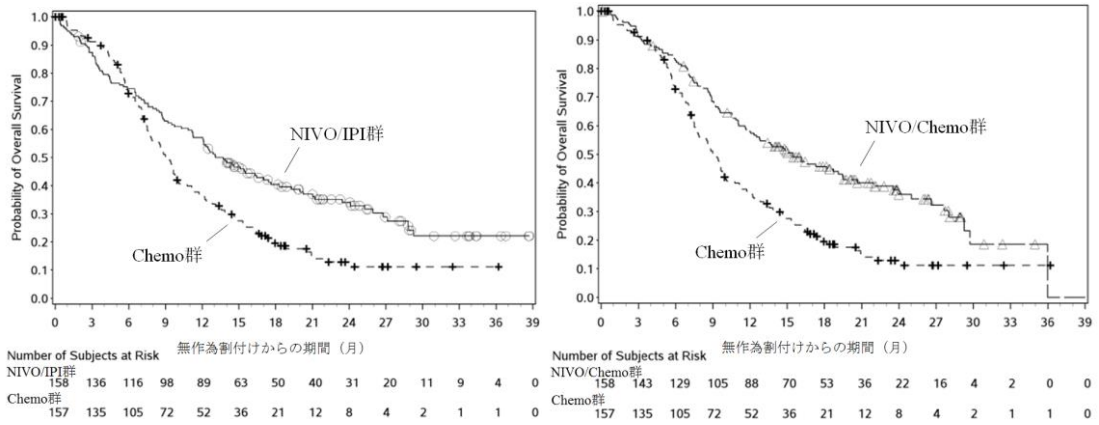 Probability of Overall Survival
1.0
0.9
0.8
0.7
0.6
0.5
0.4
0.3
0.2
0.1
0.0
NIVO/IPI群
Chemo群
0 3 6 9 12 15 18 21 24 27 30 33 36 39
無作為割付けからの期間（月）
Number of Subjects at Risk
NIVO/IPI群
158 136 116 98 89 63 50 40 31 20 11 9 4 0
Chemo群
157 135 105 72 52 36 21 12 8 4 2 1 1 0
Probability of Overall Survival
1.0
0.9
0.8
0.7
0.6
0.5
0.4
0.3
0.2
0.1
0.0
NIVO/Chemo群
Chemo群
0 3 6 9 12 15 18 21 24 27 30 33 36 39
無作為割付けからの期間（月）
Number of Subjects at Risk
NIVO/Chemo群
158 143 129 105 88 70 53 36 22 16 4 2 0 0
Chemo群
157 135 105 72 52 36 21 12 8 4 2 1 1 0